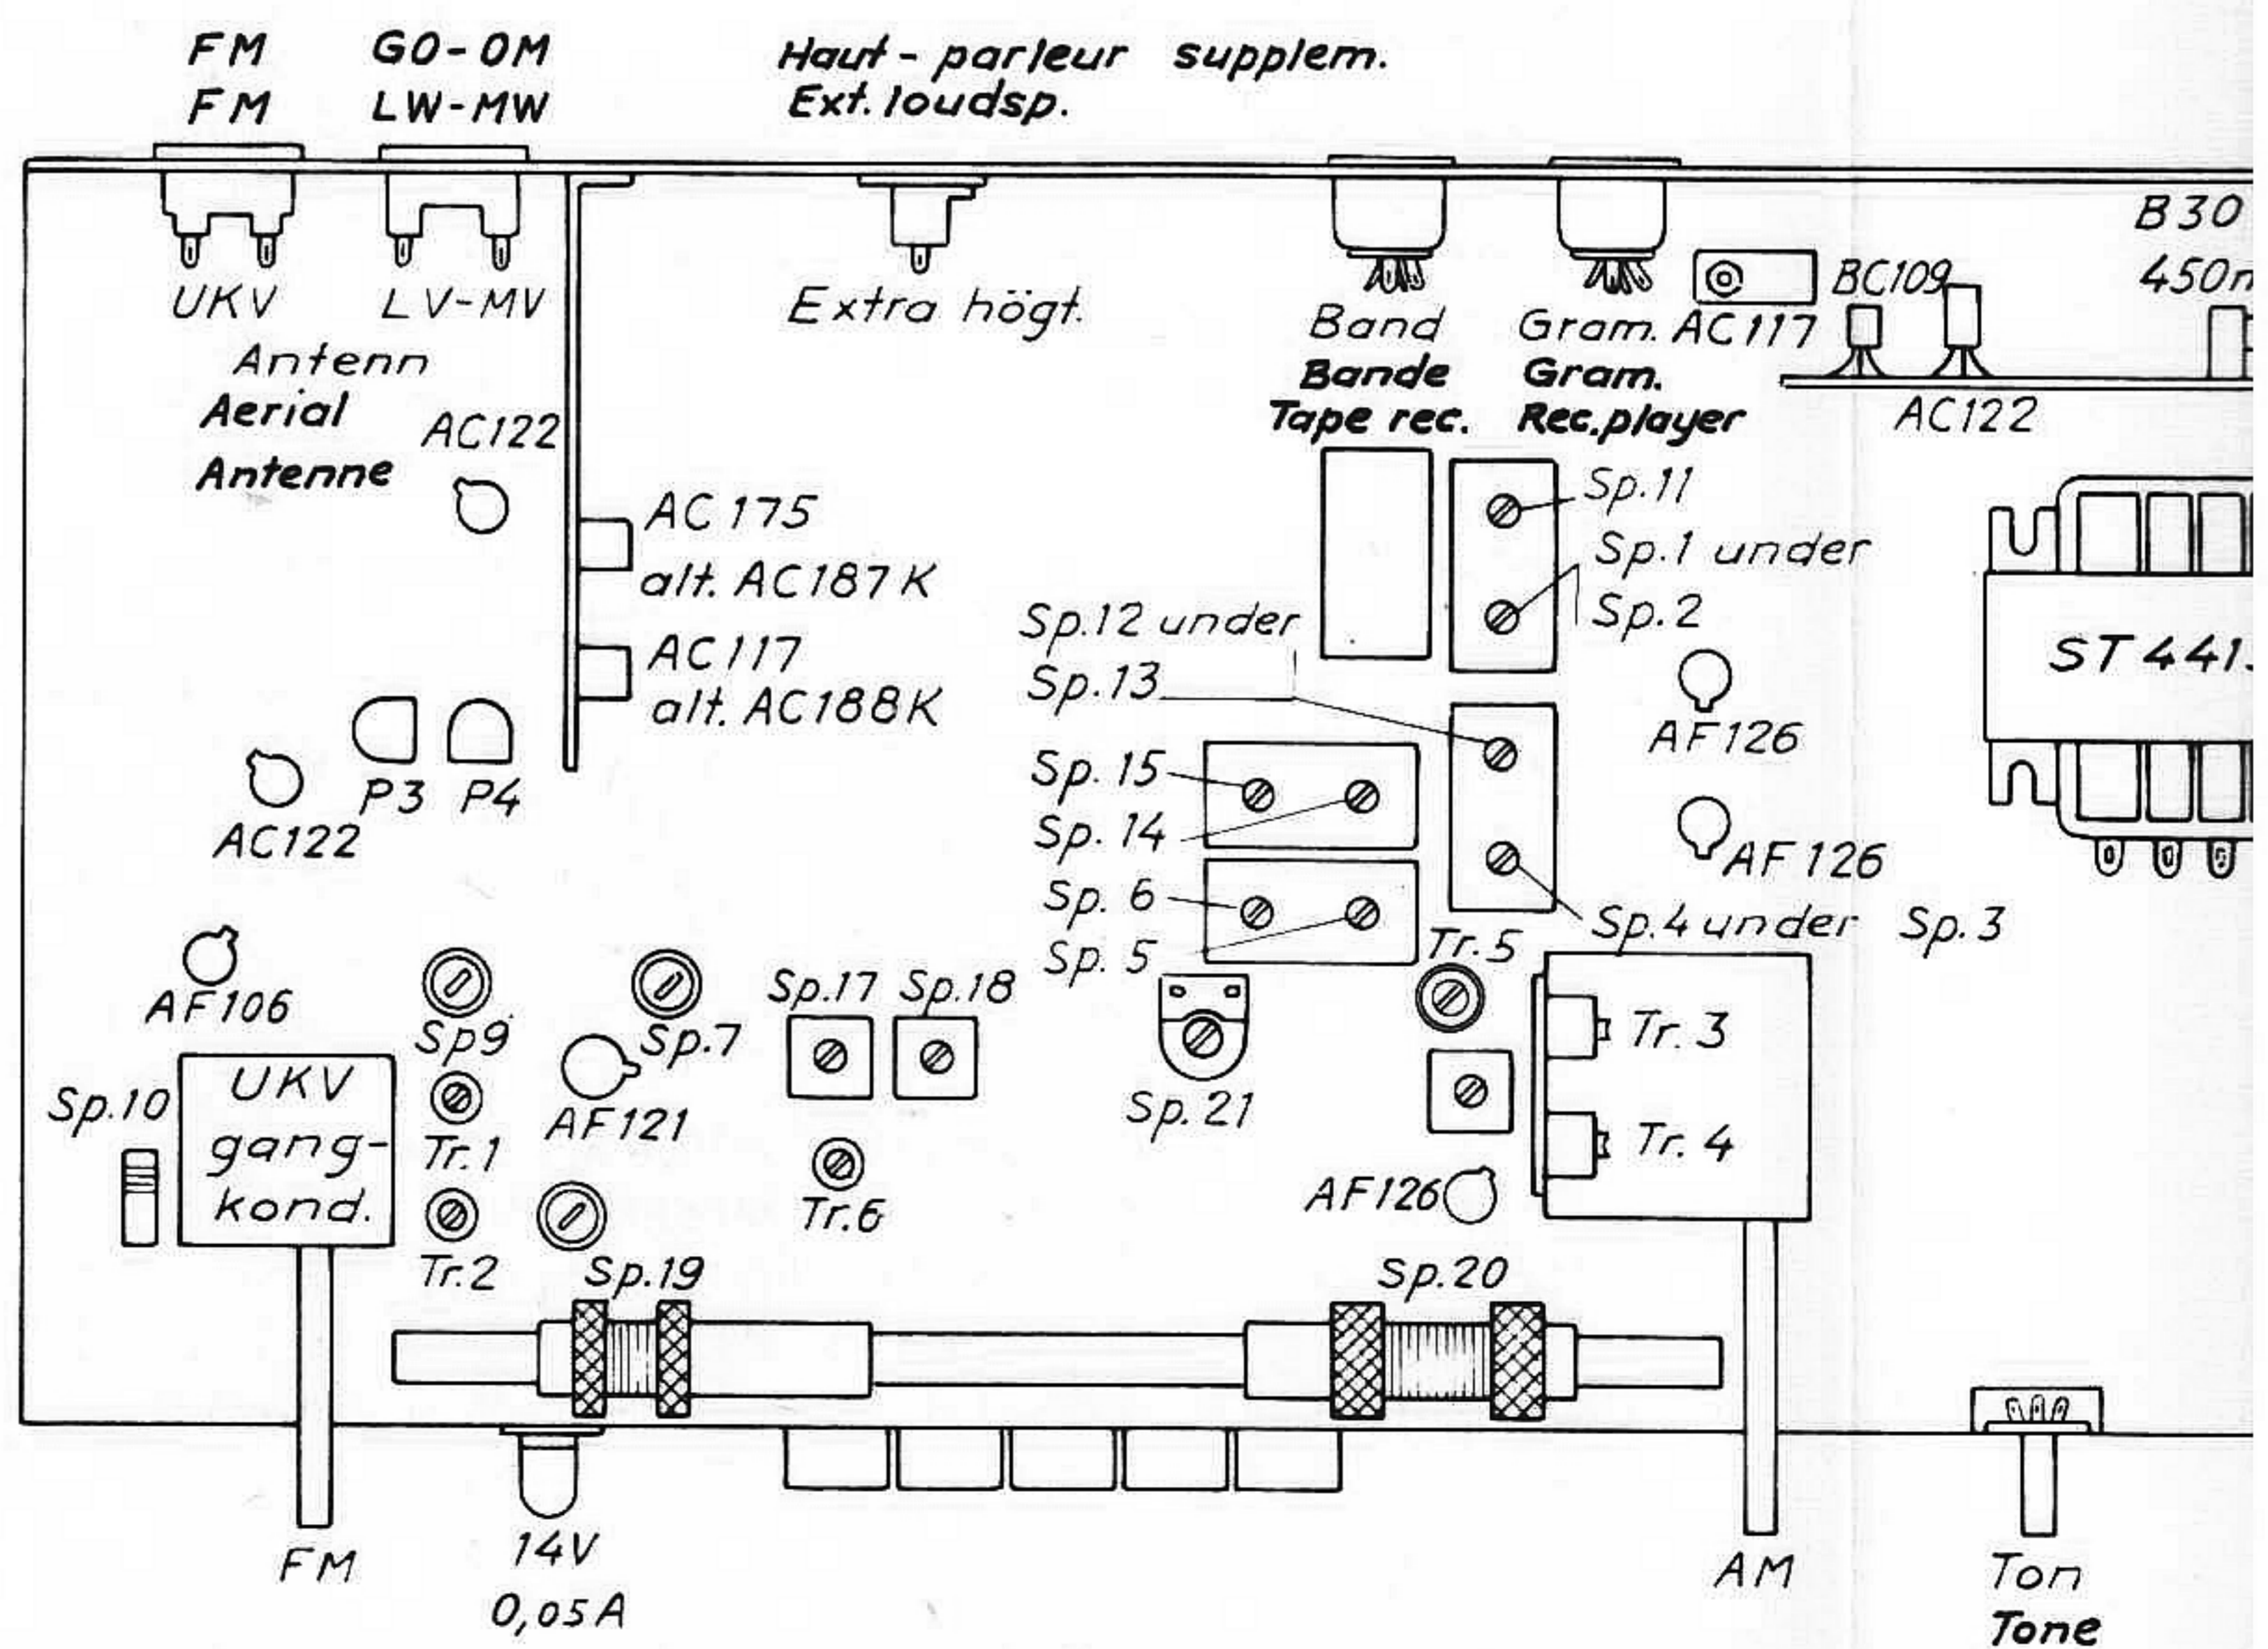 FM GO-OM Haut-parleur supplem.
FM LW-MW Ext. loudsp.
B30
UKV LV-MV Extra högt. Band Gram. AC117 BC109 450
Antenn Bande Gram.
Aerial AC122 Tape rec. Rec.player AC122
Antenne
Sp.11
AC175
alt. AC187K Sp.1 under
Sp.12 under Sp.2
AC117 Sp.13 ST441
alt. AC188K
AF126
P3 P4 Sp. 15
AC122 Sp. 14 AF126
Sp. 6
Sp. 5 Tr.5 Sp.4 under Sp.3
AF106 Sp9 Sp.7 Sp.17 Sp.18
Tr. 3
Sp.10 UKV
gang-
kond.
Tr.1 AF121 Sp. 21 Tr. 4
Tr.2 Tr.6 AF126
Sp.19 Sp.20
FM 14V AM Ton
0,05A Tone